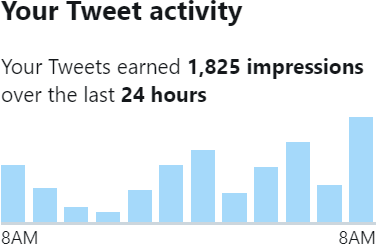 Your Tweet activity
Your Tweets earned 1,825 impressions
over the last 24 hours
8AM 8AM